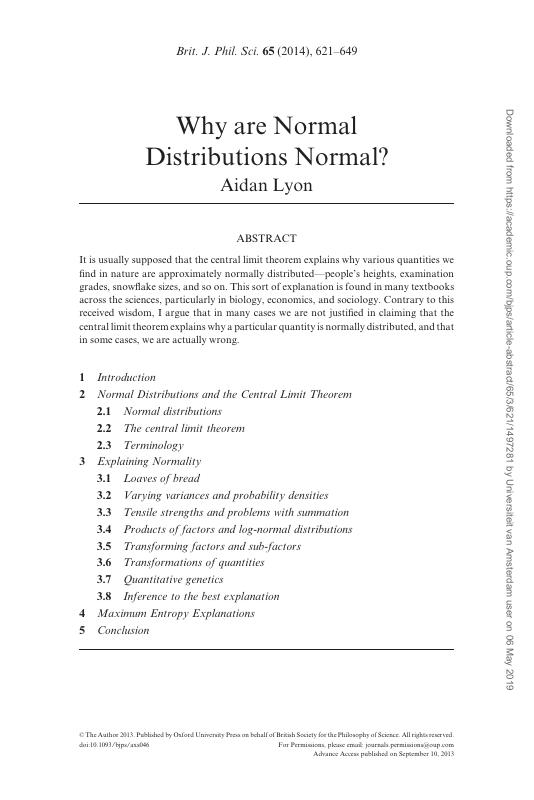 Brit. J. Phil. Sci. 65 (2014), 621–649
Why are Normal
Distributions Normal?
Aidan Lyon
ABSTRACT
It is usually supposed that the central limit theorem explains why various quantities we
find in nature are approximately normally distributed—people's heights, examination
grades, snowflake sizes, and so on. This sort of explanation is found in many textbooks
across the sciences, particularly in biology, economics, and sociology. Contrary to this
received wisdom, I argue that in many cases we are not justified in claiming that the
central limit theorem explains why a particular quantity is normally distributed, and that
in some cases, we are actually wrong.
1 Introduction
2 Normal Distributions and the Central Limit Theorem
2.1 Normal distributions
2.2 The central limit theorem
2.3 Terminology
3 Explaining Normality
3.1 Loaves of bread
3.2 Varying variances and probability densities
3.3 Tensile strengths and problems with summation
3.4 Products of factors and log-normal distributions
3.5 Transforming factors and sub-factors
3.6 Transformations of quantities
3.7 Quantitative genetics
3.8 Inference to the best explanation
4 Maximum Entropy Explanations
5 Conclusion
© The Author 2013. Published by Oxford University Press on behalf of British Society for the Philosophy of Science. All rights reserved.
doi:10.1093/bjps/axs046 For Permissions, please email: journals.permissions@oup.com
Advance Access published on September 10, 2013
Downloaded from https://academic.oup.com/bjps/article-abstract/65/3/621/1497281 by Universiteit van Amsterdam user on 06 May 2019